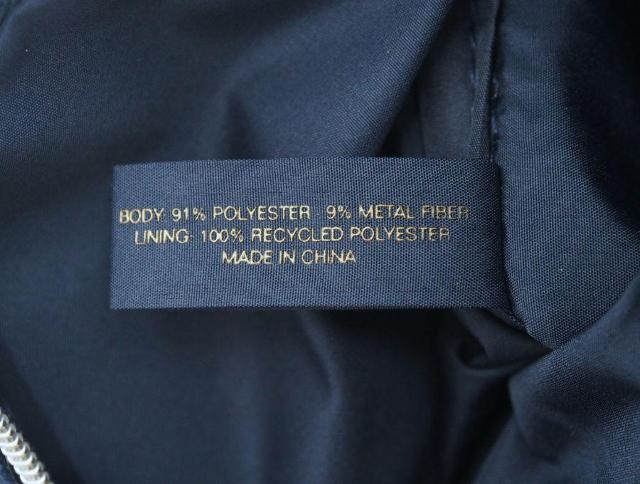 BODY: 91% POLYESTER 9% METAL FIBER
LINING: 100% RECYCLED POLYESTER
MADE IN CHINA